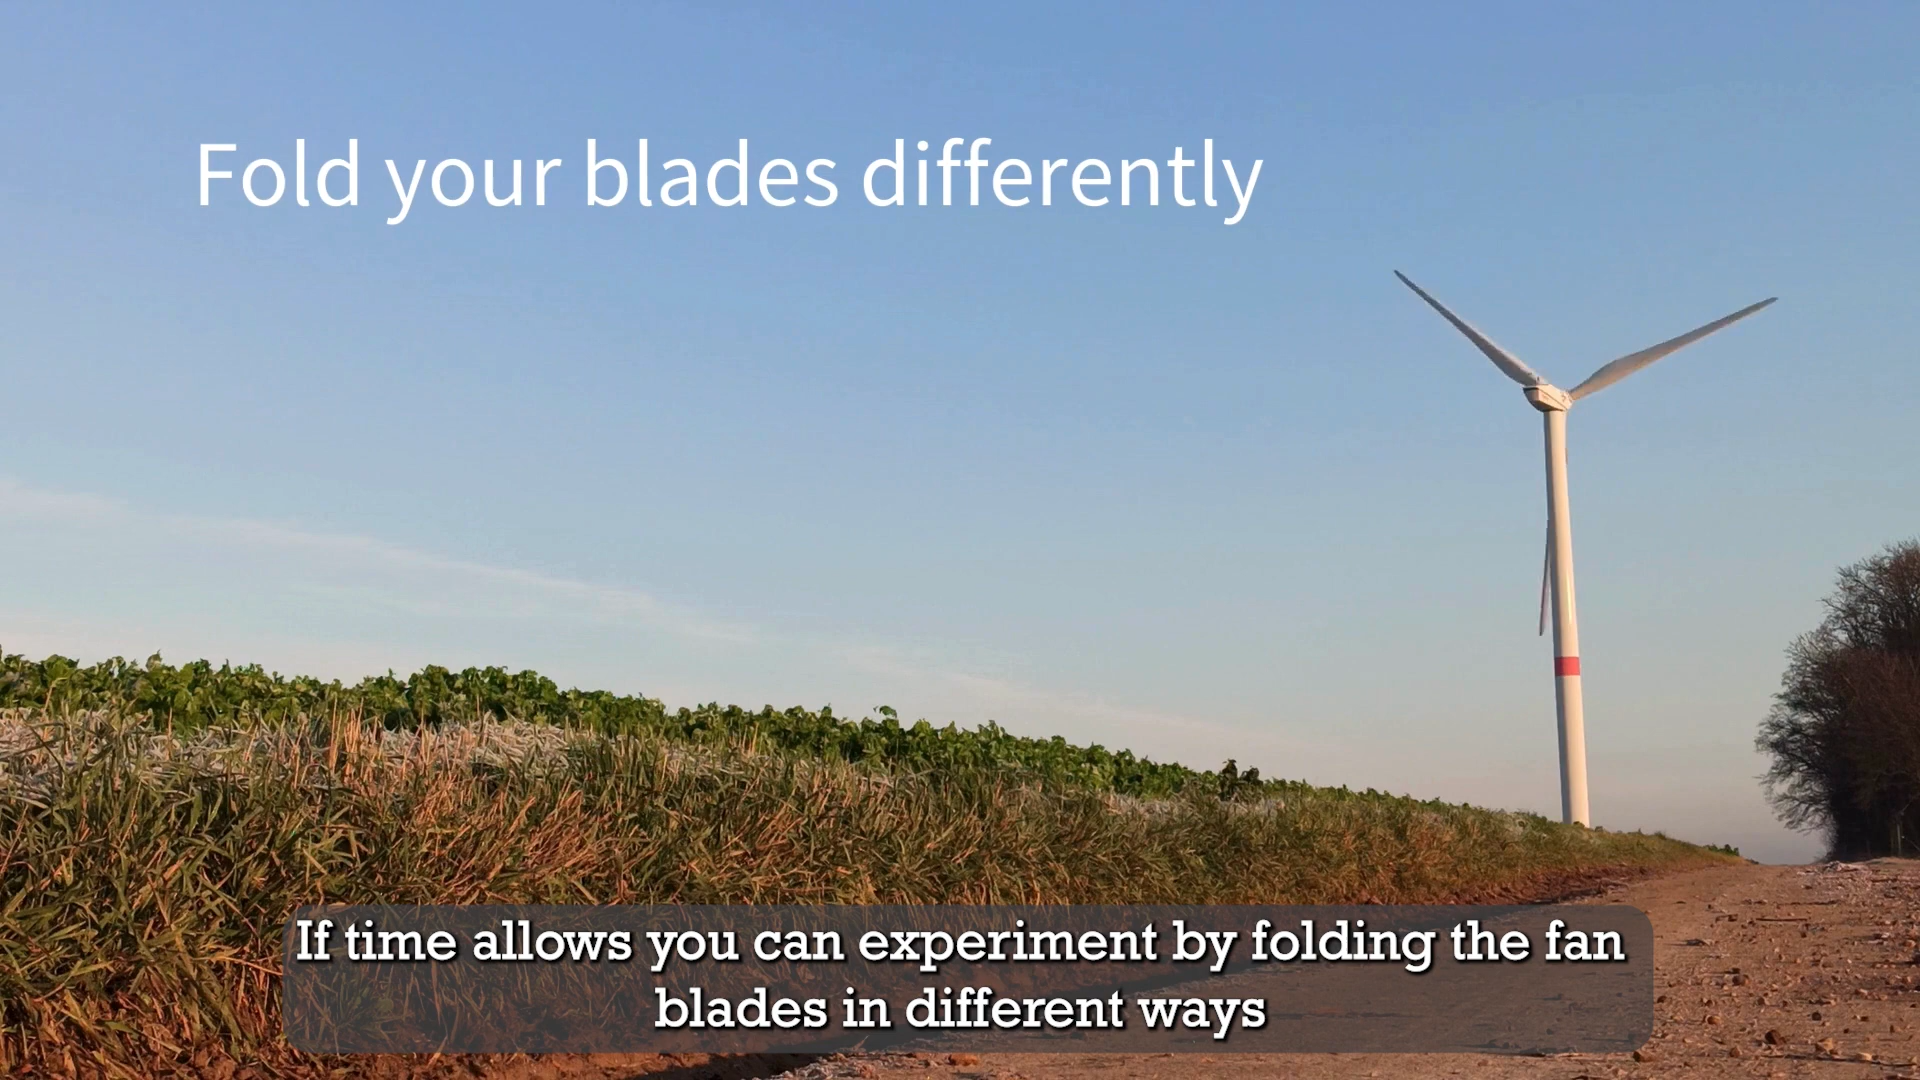 Fold your blades differently
If time allows you can experiment by folding the fan
blades in different ways